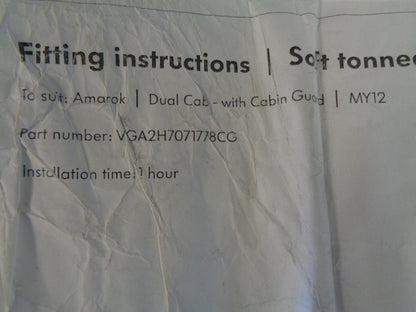 Fitting instructions | Soft tonne
To suit: Amarok | Dual Cab - with Cabin Guard | MY12
Part number: VGA2H7071778CG
Installation time: 1 hour